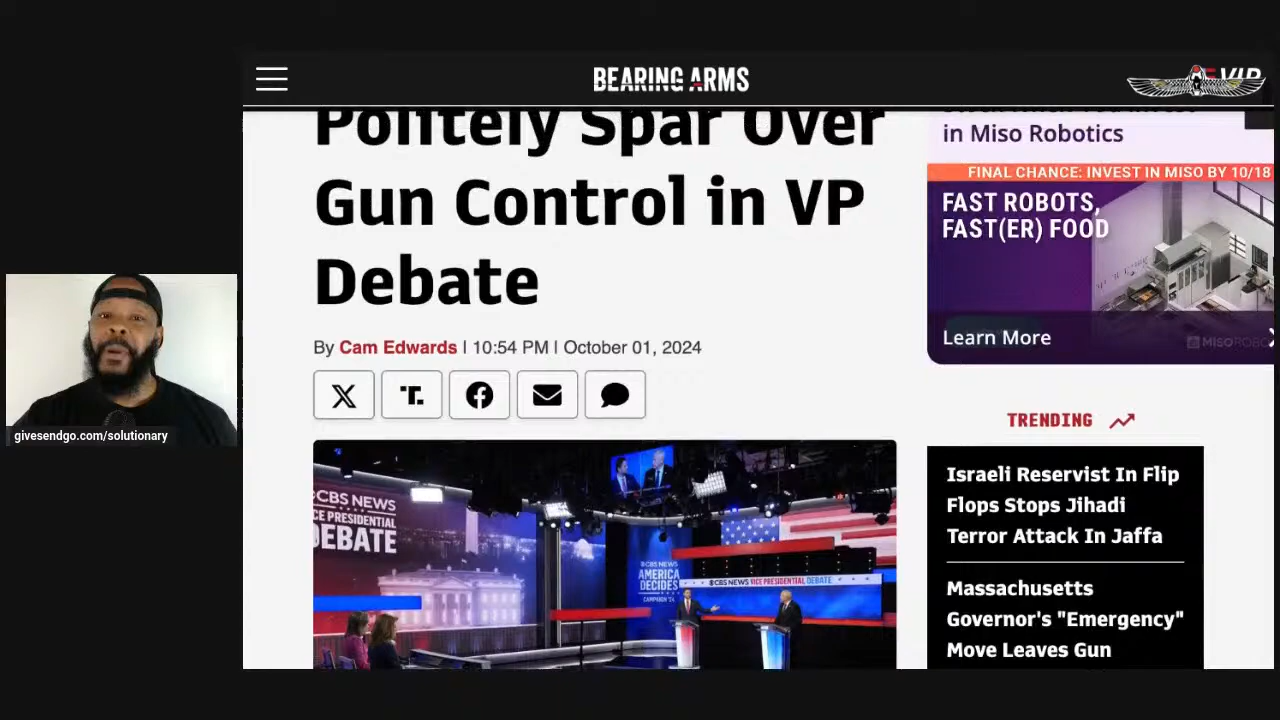 BEARING ARMS
Politely Spar Over
Gun Control in VP
Debate
By Cam Edwards | 10:54 PM | October 01, 2024
in Miso Robotics
FINAL CHANCE: INVEST IN MISO BY 10/18
FAST ROBOTS,
FAST(ER) FOOD
Learn More
TRENDING
Israeli Reservist In Flip
Flops Stops Jihadi
Terror Attack In Jaffa
Massachusetts
Governor's "Emergency"
Move Leaves Gun
CBS NEWS
DEBATE
CBS NEWS
AMERICA
DECIDES
CBS NEWS VICE PRESIDENTIAL DEBATE
givesendgo.com/solutionary